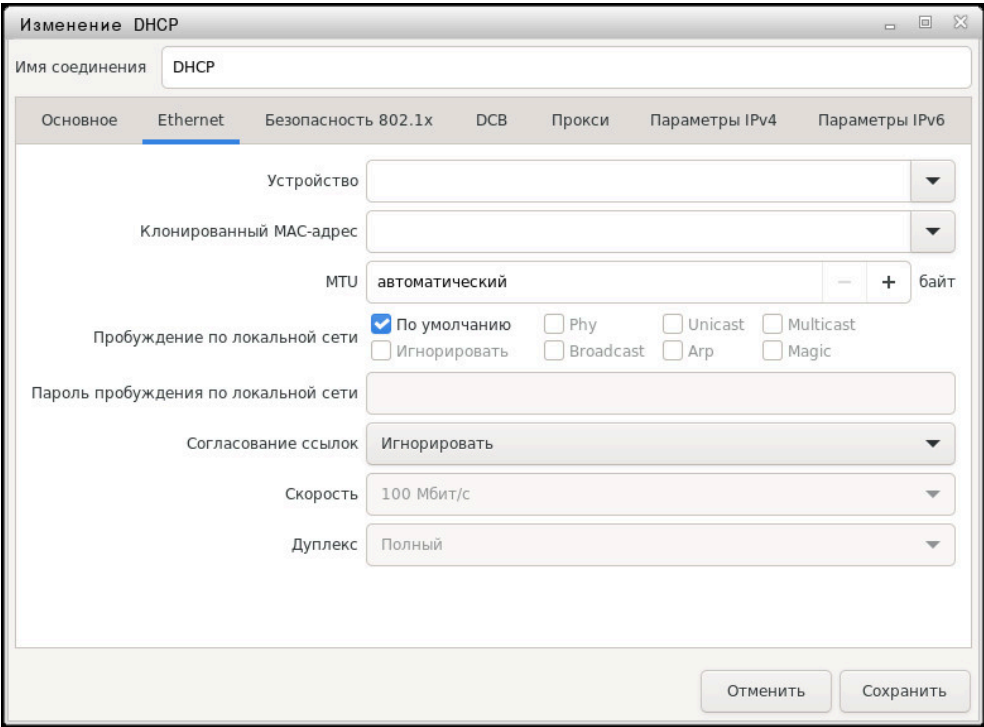 Изменение DHCP
Имя соединения DHCP
Основное Ethernet Безопасность 802.1x DCB Прокси Параметры IPv4 Параметры IPv6
Устройство
Клонированный MAC-адрес
MTU автоматический − + байт
Пробуждение по локальной сети
По умолчанию Phy Unicast Multicast
Игнорировать Broadcast Arp Magic
Пароль пробуждения по локальной сети
Согласование ссылок Игнорировать
Скорость 100 Мбит/с
Дуплекс Полный
Отменить Сохранить